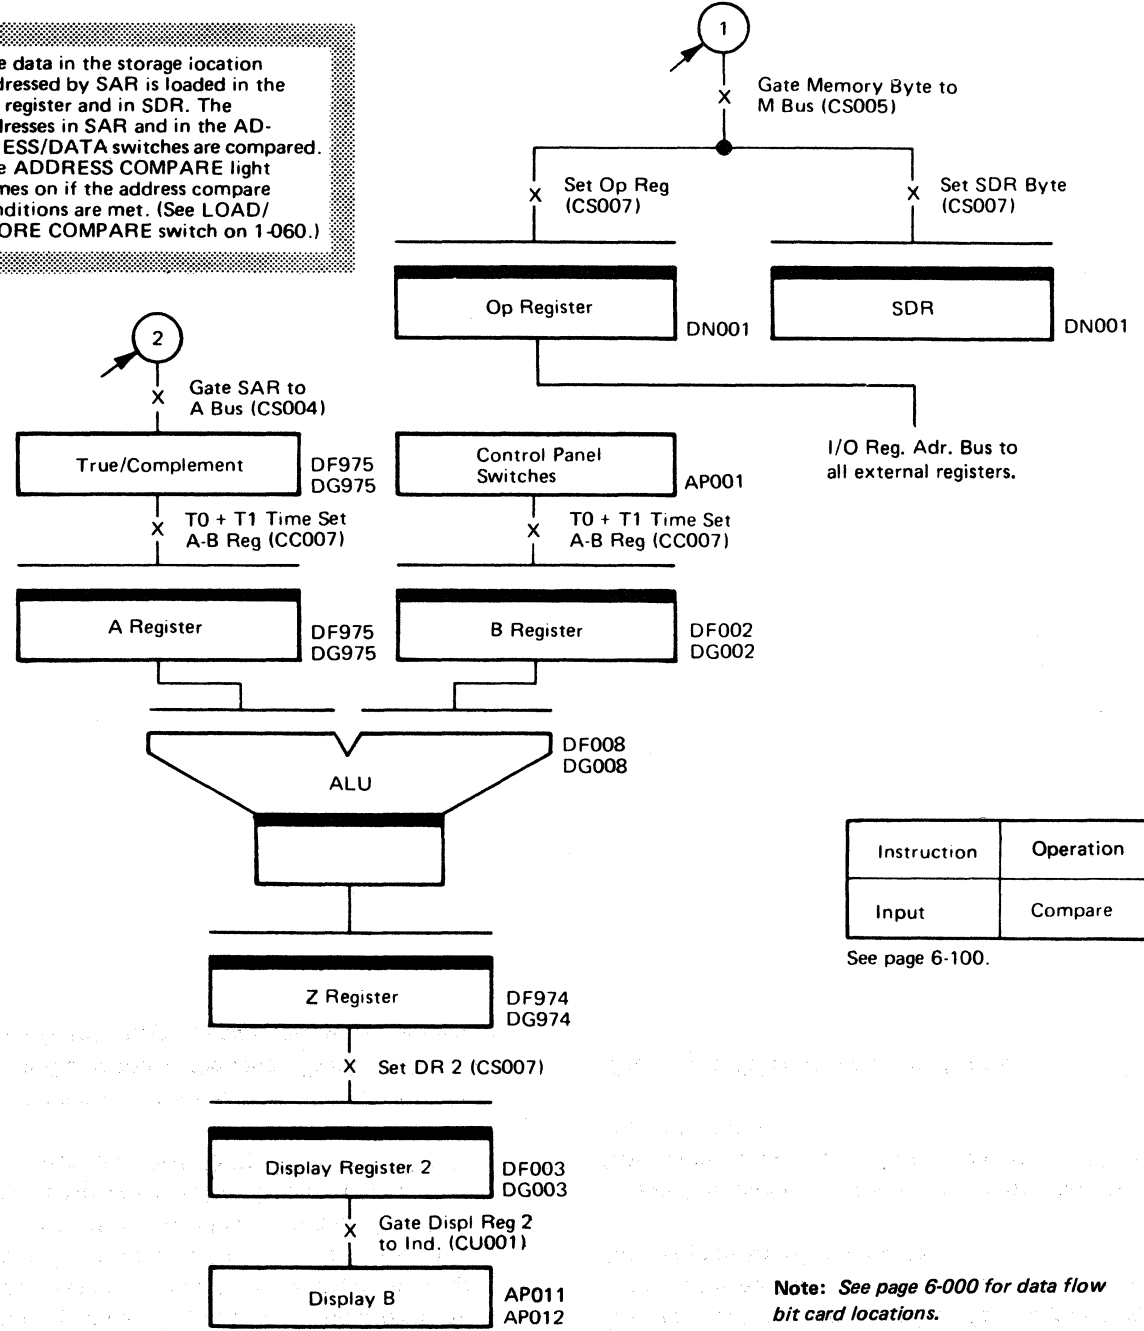 1
e data in the storage location
dressed by SAR is loaded in the
register and in SDR. The
dresses in SAR and in the AD-
ESS/DATA switches are compared.
e ADDRESS COMPARE light
mes on if the address compare
nditions are met. (See LOAD/
ORE COMPARE switch on 1-060.)
Gate Memory Byte to
M Bus (CS005)
Set Op Reg
(CS007)
Set SDR Byte
(CS007)
Op Register
DN001
SDR
DN001
2
Gate SAR to
A Bus (CS004)
True/Complement
DF975
DG975
Control Panel
Switches
AP001
I/O Reg. Adr. Bus to
all external registers.
T0 + T1 Time Set
A-B Reg (CC007)
T0 + T1 Time Set
A-B Reg (CC007)
A Register
DF975
DG975
B Register
DF002
DG002
ALU
DF008
DG008
Instruction Operation
Input Compare
See page 6-100.
Z Register
DF974
DG974
Set DR 2 (CS007)
Display Register 2
DF003
DG003
Gate Displ Reg 2
to Ind. (CU001)
Display B
AP011
AP012
Note: See page 6-000 for data flow
bit card locations.